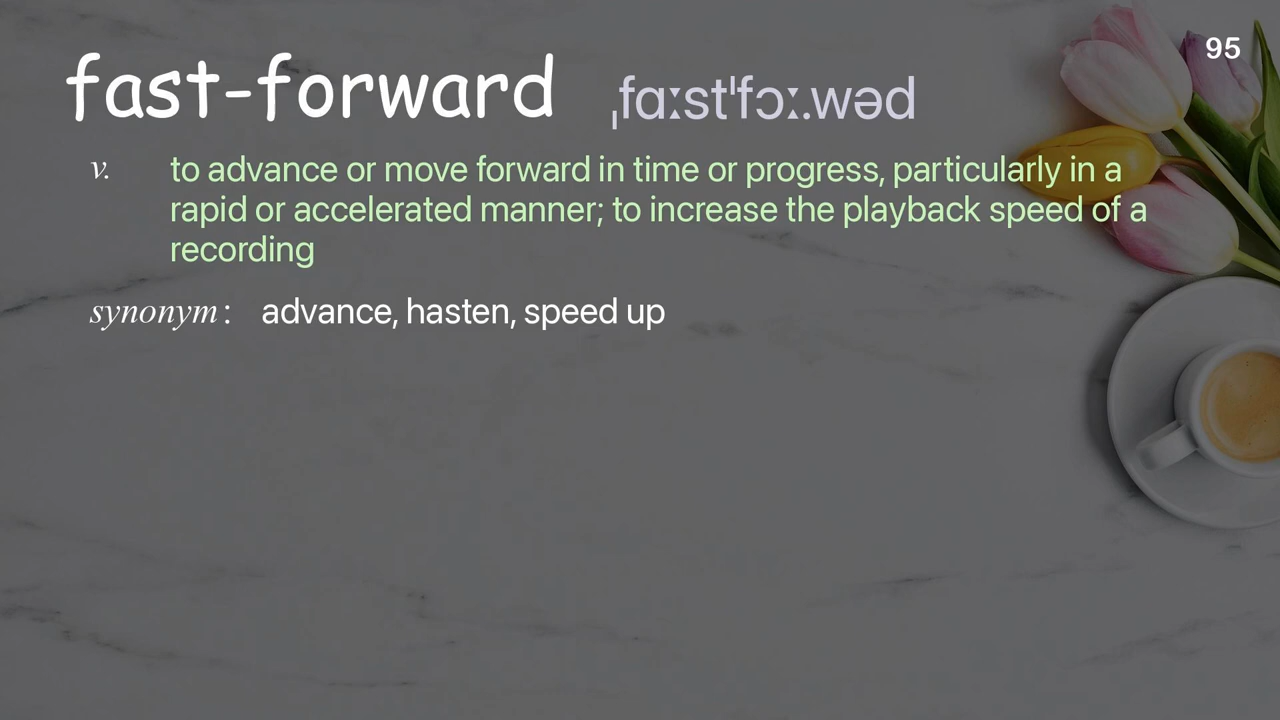 95
fast-forward ˌfɑːstˈfɔː.wəd
v. to advance or move forward in time or progress, particularly in a
rapid or accelerated manner; to increase the playback speed of a
recording
synonym: advance, hasten, speed up